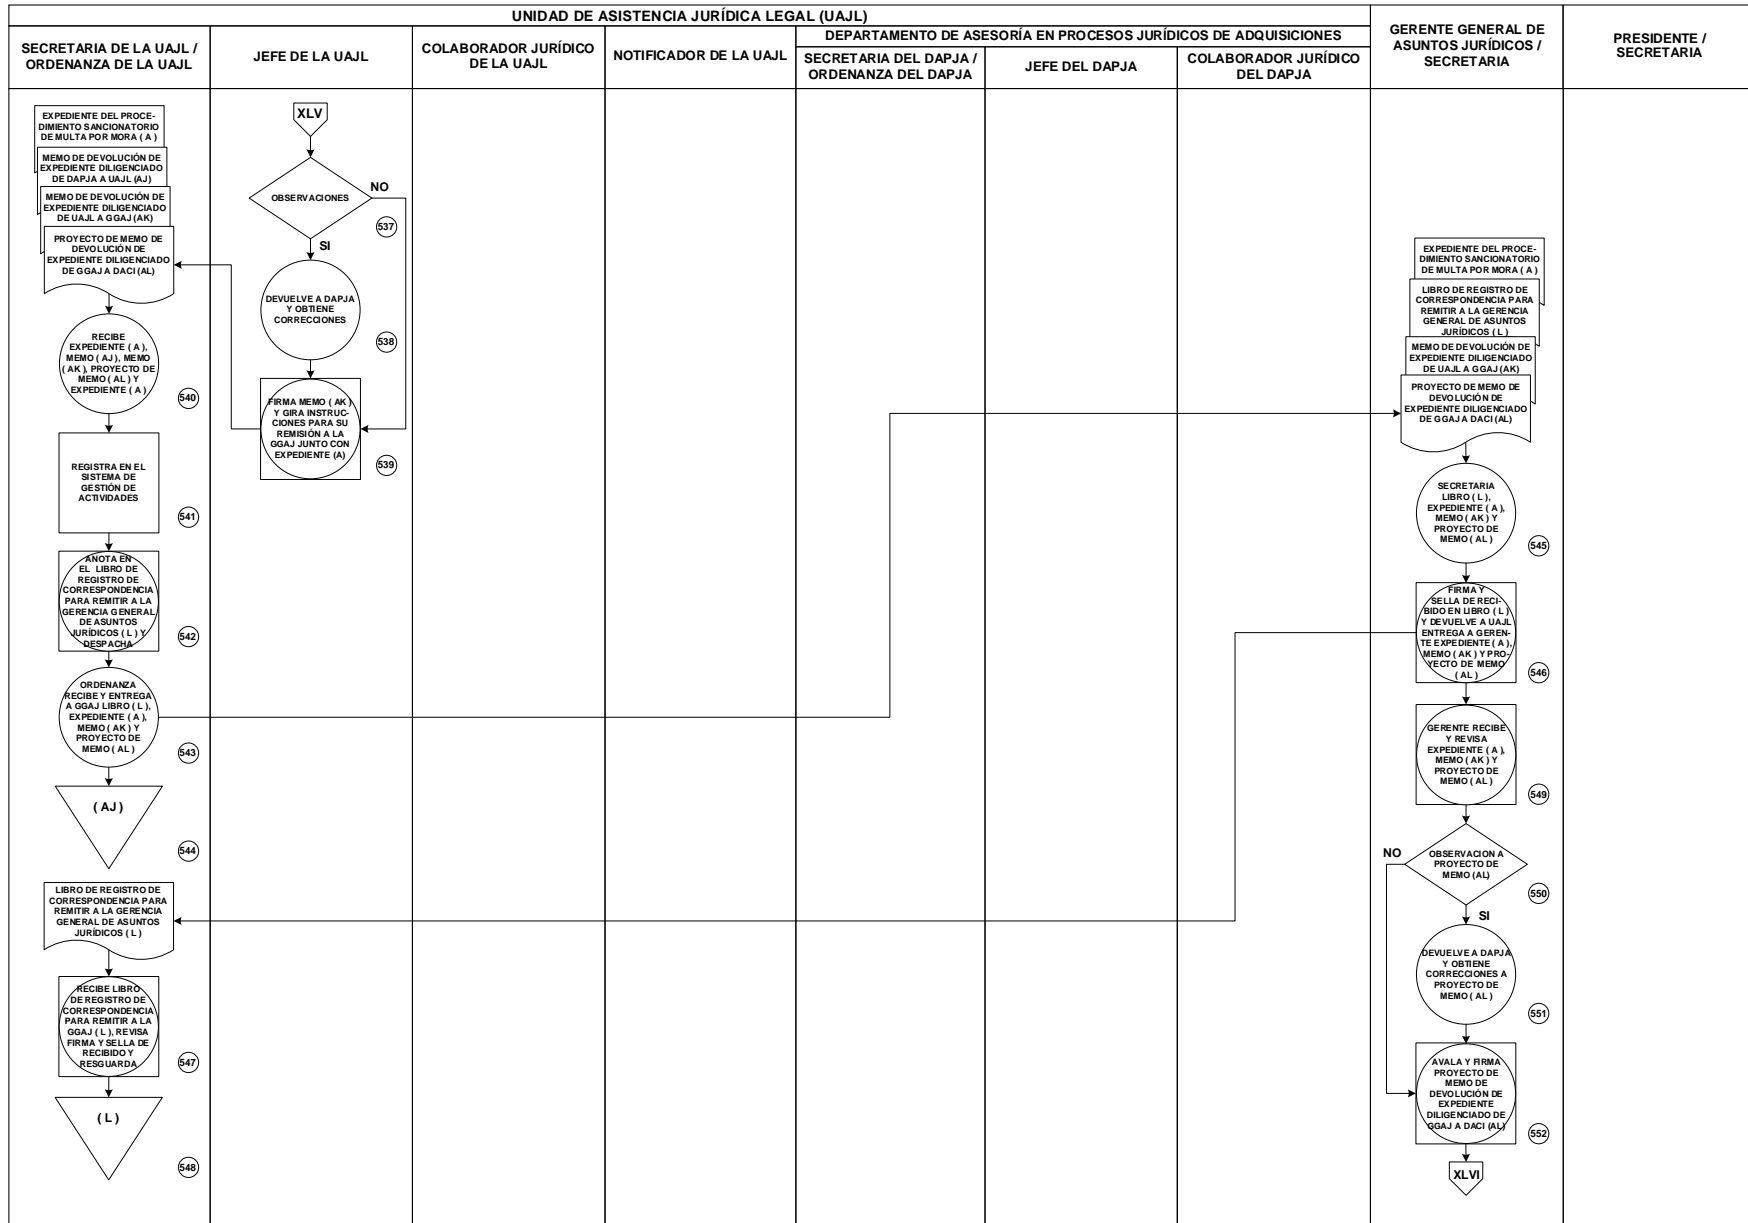 UNIDAD DE ASISTENCIA JURÍDICA LEGAL (UAJL)
DEPARTAMENTO DE ASESORÍA EN PROCESOS JURÍDICOS DE ADQUISICIONES
SECRETARIA DE LA UAJL /
ORDENANZA DE LA UAJL
JEFE DE LA UAJL
COLABORADOR JURÍDICO
DE LA UAJL
NOTIFICADOR DE LA UAJL
SECRETARIA DEL DAPJA /
ORDENANZA DEL DAPJA
JEFE DEL DAPJA
COLABORADOR JURÍDICO
DEL DAPJA
GERENTE GENERAL DE
ASUNTOS JURÍDICOS /
SECRETARIA
PRESIDENTE /
SECRETARIA
EXPEDIENTE DEL PROCE-
DIMIENTO SANCIONATORIO
DE MULTA POR MORA ( A )
MEMO DE DEVOLUCIÓN DE
EXPEDIENTE DILIGENCIADO
DE DAPJA A UAJL (AJ)
MEMO DE DEVOLUCIÓN DE
EXPEDIENTE DILIGENCIADO
DE UAJL A GGAJ (AK)
PROYECTO DE MEMO DE
DEVOLUCIÓN DE
EXPEDIENTE DILIGENCIADO
DE GGAJ A DACI (AL)
RECIBE
EXPEDIENTE ( A ),
MEMO ( AJ ), MEMO
( AK ), PROYECTO DE
MEMO ( AL ) Y
EXPEDIENTE ( A )
540
REGISTRA EN EL
SISTEMA DE
GESTIÓN DE
ACTIVIDADES
541
ANOTA EN
EL LIBRO DE
REGISTRO DE
CORRESPONDENCIA
PARA REMITIR A LA
GERENCIA GENERAL
DE ASUNTOS
JURÍDICOS ( L ) Y
DESPACHA
542
ORDENANZA
RECIBE Y ENTREGA
A GGAJ LIBRO ( L ),
EXPEDIENTE ( A ),
MEMO ( AK ) Y
PROYECTO DE
MEMO ( AL )
543
( AJ )
544
LIBRO DE REGISTRO DE
CORRESPONDENCIA PARA
REMITIR A LA GERENCIA
GENERAL DE ASUNTOS
JURÍDICOS ( L )
RECIBE LIBRO
DE REGISTRO DE
CORRESPONDENCIA
PARA REMITIR A LA
GGAJ ( L ), REVISA
FIRMA Y SELLA DE
RECIBIDO Y
RESGUARDA
547
( L )
548
XLV
OBSERVACIONES
NO
537
SI
DEVUELVE A DAPJA
Y OBTIENE
CORRECCIONES
538
FIRMA MEMO ( AK )
Y GIRA INSTRUC-
CIONES PARA SU
REMISIÓN A LA
GGAJ JUNTO CON
EXPEDIENTE (A)
539
EXPEDIENTE DEL PROCE-
DIMIENTO SANCIONATORIO
DE MULTA POR MORA ( A )
LIBRO DE REGISTRO DE
CORRESPONDENCIA PARA
REMITIR A LA GERENCIA
GENERAL DE ASUNTOS
JURÍDICOS ( L )
MEMO DE DEVOLUCIÓN DE
EXPEDIENTE DILIGENCIADO
DE UAJL A GGAJ (AK)
PROYECTO DE MEMO DE
DEVOLUCIÓN DE
EXPEDIENTE DILIGENCIADO
DE GGAJ A DACI (AL)
SECRETARIA
LIBRO ( L ),
EXPEDIENTE ( A ),
MEMO ( AK ) Y
PROYECTO DE
MEMO ( AL )
545
FIRMA Y
SELLA DE RECI-
BIDO EN LIBRO ( L )
Y DEVUELVE A UAJL
ENTREGA A GEREN-
TE EXPEDIENTE ( A ),
MEMO ( AK ) Y PRO-
YECTO DE MEMO
( AL )
546
GERENTE RECIBE
Y REVISA
EXPEDIENTE ( A ),
MEMO ( AK ) Y
PROYECTO DE
MEMO ( AL )
549
NO
OBSERVACION A
PROYECTO DE
MEMO (AL)
550
SI
DEVUELVE A DAPJA
Y OBTIENE
CORRECCIONES A
PROYECTO DE
MEMO ( AL )
551
AVALA Y FIRMA
PROYECTO DE
MEMO DE
DEVOLUCIÓN DE
EXPEDIENTE
DILIGENCIADO DE
GGAJ A DACI (AL)
552
XLVI